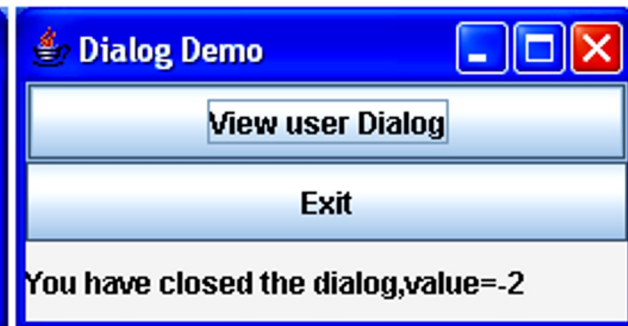 Dialog Demo
View user Dialog
Exit
You have closed the dialog,value=-2